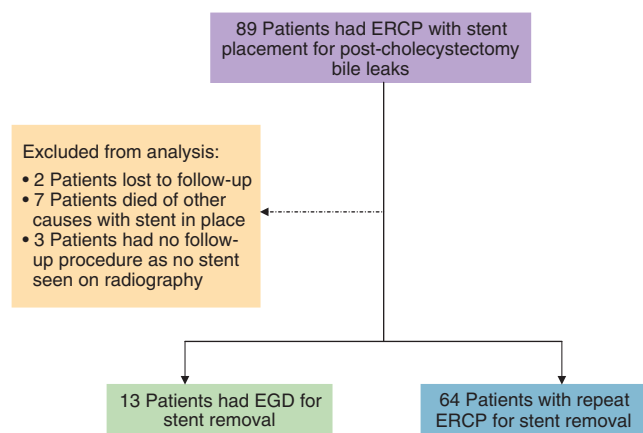 89 Patients had ERCP with stent
placement for post-cholecystectomy
bile leaks
Excluded from analysis:
• 2 Patients lost to follow-up
• 7 Patients died of other
causes with stent in place
• 3 Patients had no follow-
up procedure as no stent
seen on radiography
13 Patients had EGD for
stent removal
64 Patients with repeat
ERCP for stent removal